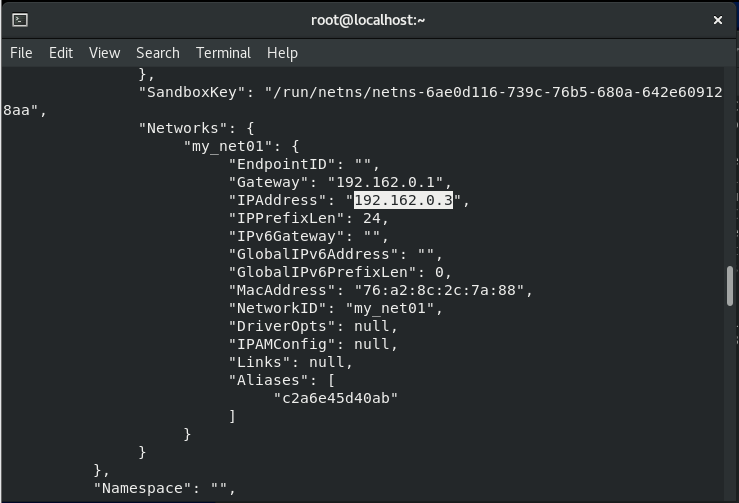 root@localhost:~
File Edit View Search Terminal Help
},
"SandboxKey": "/run/netns/netns-6ae0d116-739c-76b5-680a-642e60912
8aa",
"Networks": {
"my_net01": {
"EndpointID": "",
"Gateway": "192.162.0.1",
"IPAddress": "192.162.0.3",
"IPPrefixLen": 24,
"IPv6Gateway": "",
"GlobalIPv6Address": "",
"GlobalIPv6PrefixLen": 0,
"MacAddress": "76:a2:8c:2c:7a:88",
"NetworkID": "my_net01",
"DriverOpts": null,
"IPAMConfig": null,
"Links": null,
"Aliases": [
"c2a6e45d40ab"
]
}
}
},
"Namespace": "",